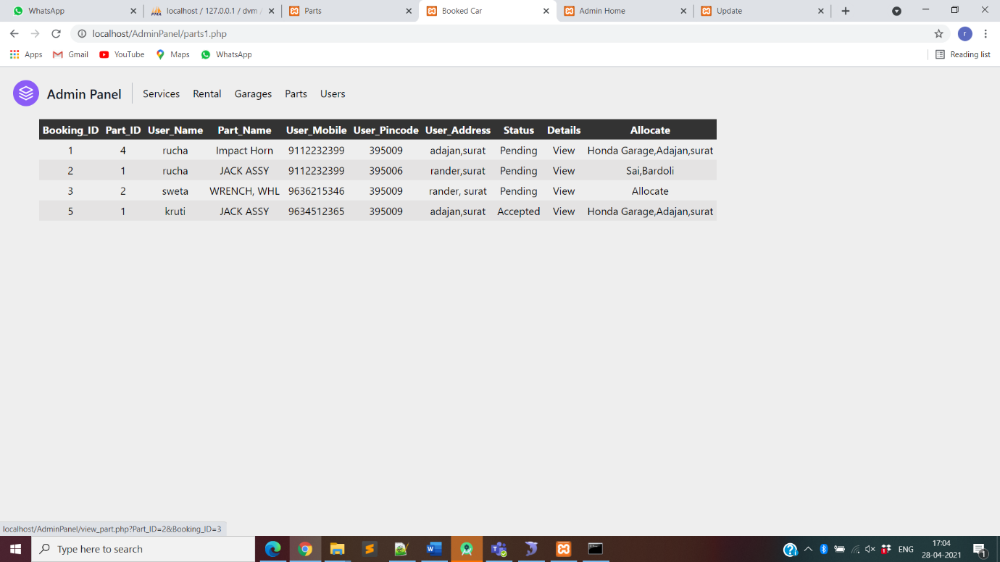 WhatsApp localhost / 127.0.0.1 / dvm / Parts Booked Car Admin Home Update
localhost/AdminPanel/parts1.php r
Apps Gmail YouTube Maps WhatsApp Reading list
Admin Panel Services Rental Garages Parts Users
Booking_ID Part_ID User_Name Part_Name User_Mobile User_Pincode User_Address Status Details Allocate
1 4 rucha Impact Horn 9112232399 395009 adajan,surat Pending View Honda Garage,Adajan,surat
2 1 rucha JACK ASSY 9112232399 395006 rander,surat Pending View Sai,Bardoli
3 2 sweta WRENCH, WHL 9636215346 395009 rander, surat Pending View Allocate
5 1 kruti JACK ASSY 9634512365 395009 adajan,surat Accepted View Honda Garage,Adajan,surat
localhost/AdminPanel/view_part.php?Part_ID=2&Booking_ID=3
Type here to search ENG 17:04
28-04-2021